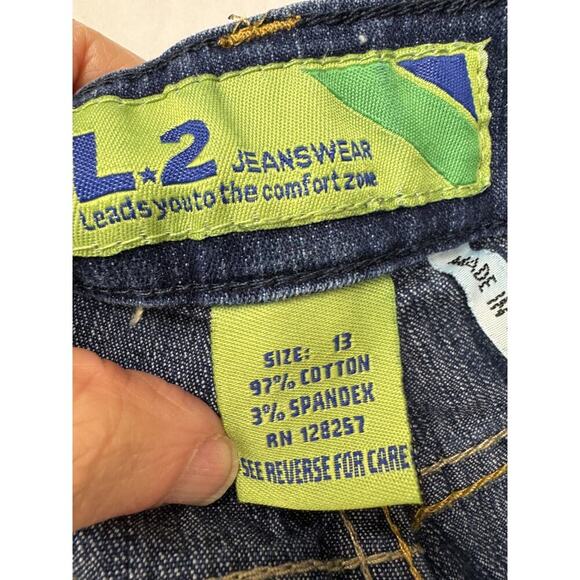 L.2 JEANSWEAR
Leads you to the comfort zone
MADE IN
SIZE: 13
97% COTTON
3% SPANDEX
RN 128257
SEE REVERSE FOR CARE